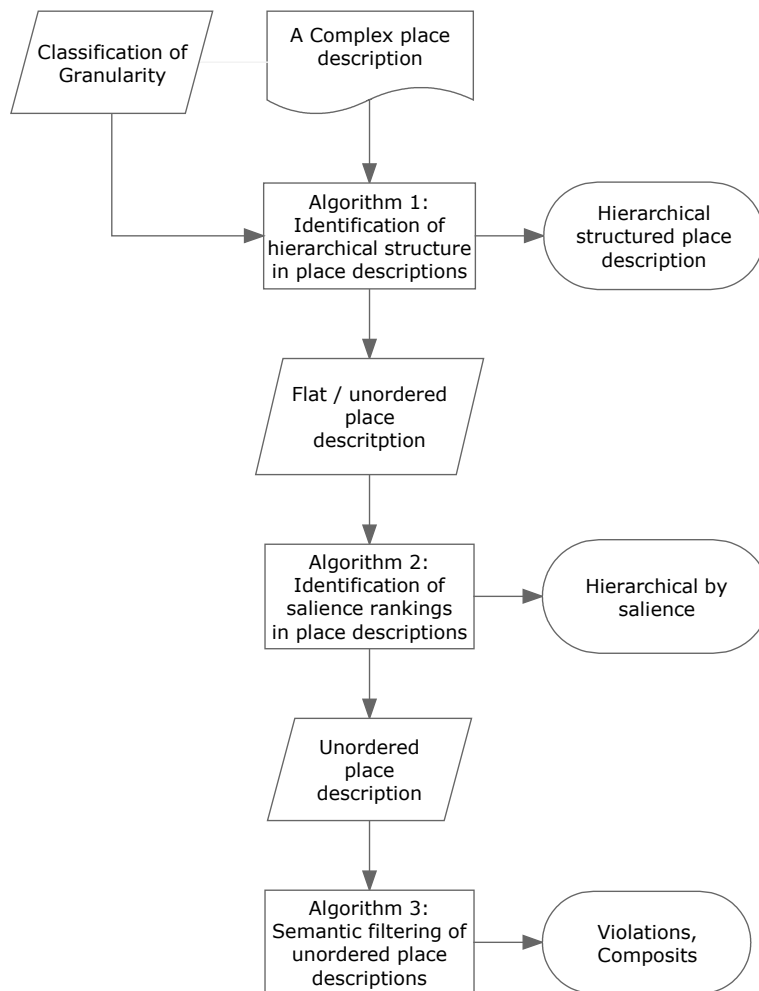 Classification of
Granularity
A Complex place
description
Algorithm 1:
Identification of
hierarchical structure
in place descriptions
Hierarchical
structured place
description
Flat / unordered
place
descritption
Algorithm 2:
Identification of
salience rankings
in place descriptions
Hierarchical by
salience
Unordered
place
description
Algorithm 3:
Semantic filtering of
unordered place
descriptions
Violations,
Composits